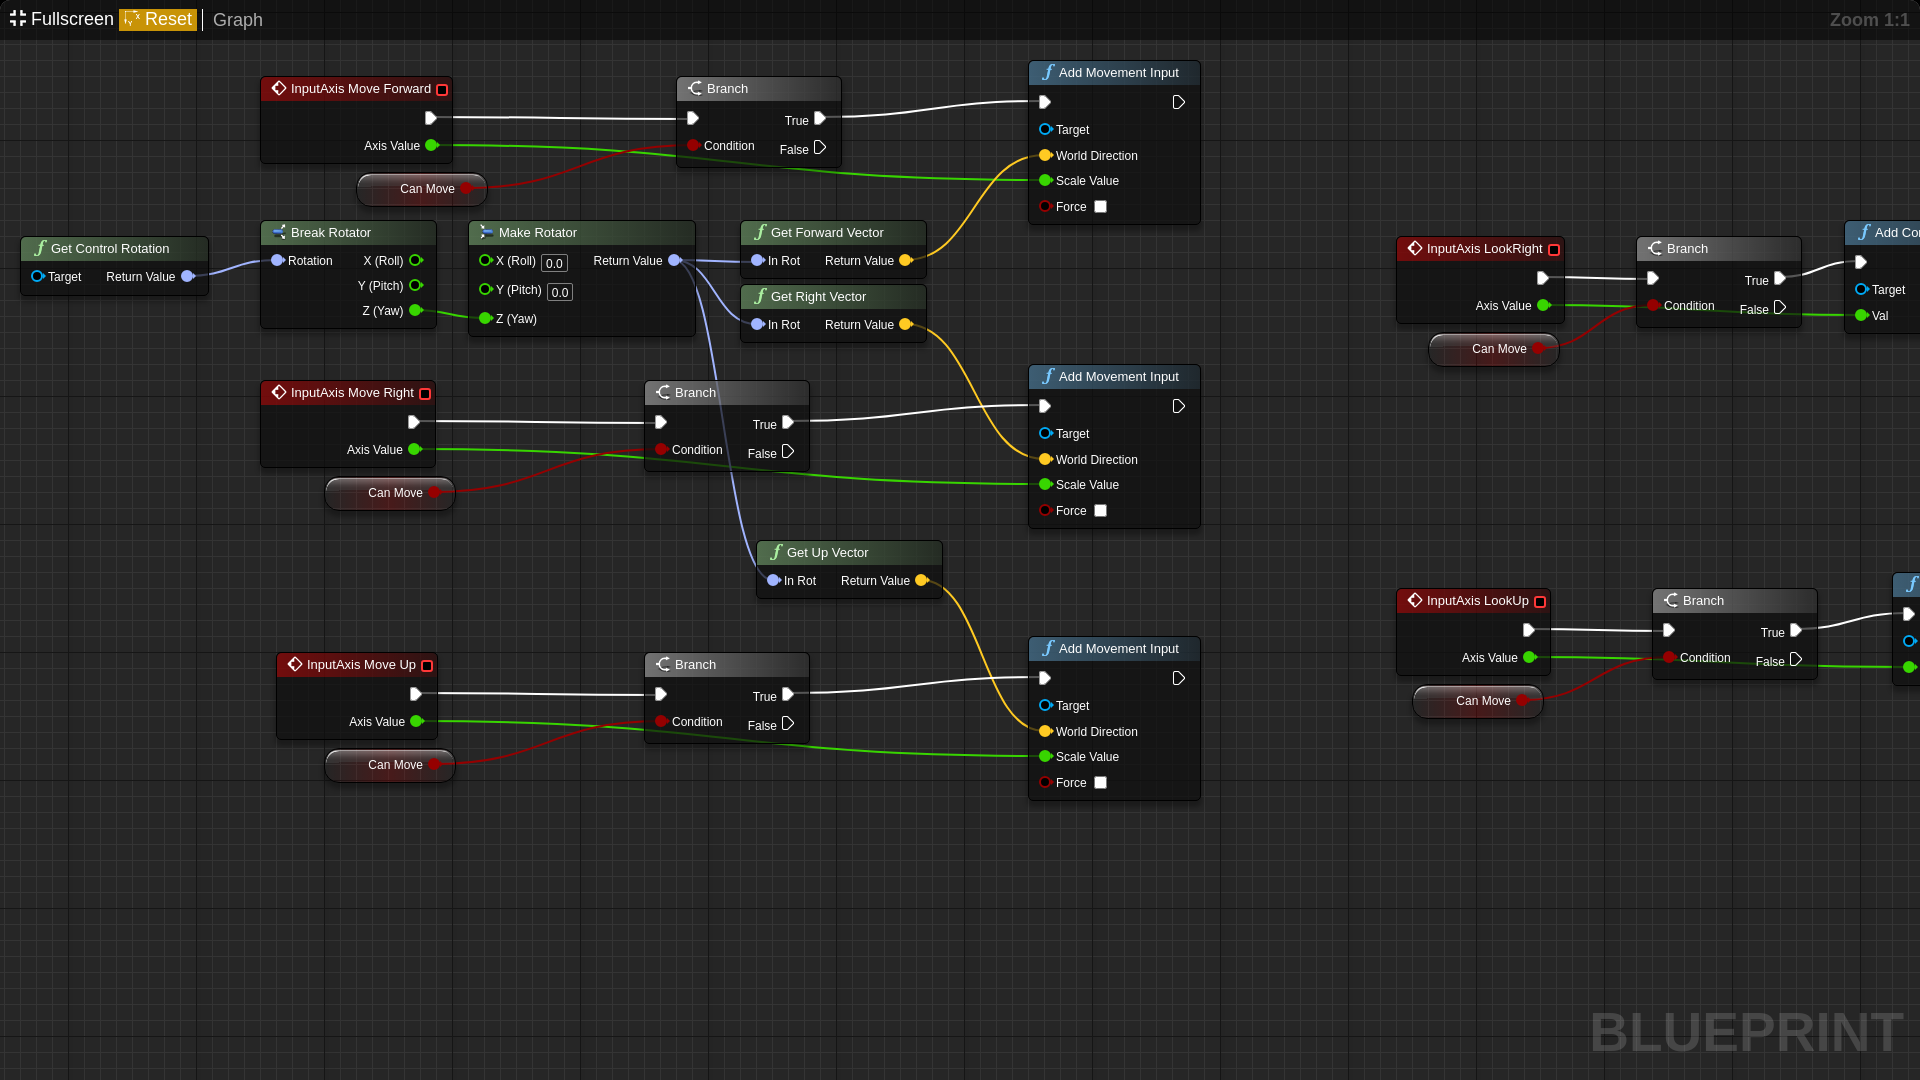 Fullscreen Reset Graph
Zoom 1:1
InputAxis Move Forward
Axis Value
Can Move
Branch
True
Condition
False
Add Movement Input
Target
World Direction
Scale Value
Force
Get Control Rotation
Target Return Value
Break Rotator
Rotation X (Roll)
Y (Pitch)
Z (Yaw)
Make Rotator
X (Roll) 0.0 Return Value
Y (Pitch) 0.0
Z (Yaw)
Get Forward Vector
In Rot Return Value
Get Right Vector
In Rot Return Value
InputAxis Move Right
Axis Value
Can Move
Branch
True
Condition
False
Add Movement Input
Target
World Direction
Scale Value
Force
Get Up Vector
In Rot Return Value
InputAxis Move Up
Axis Value
Can Move
Branch
True
Condition
False
Add Movement Input
Target
World Direction
Scale Value
Force
InputAxis LookRight
Axis Value
Can Move
Branch
True
Condition
False
Add
Target
Val
InputAxis LookUp
Axis Value
Can Move
Branch
True
Condition
False
BLUEPRINT